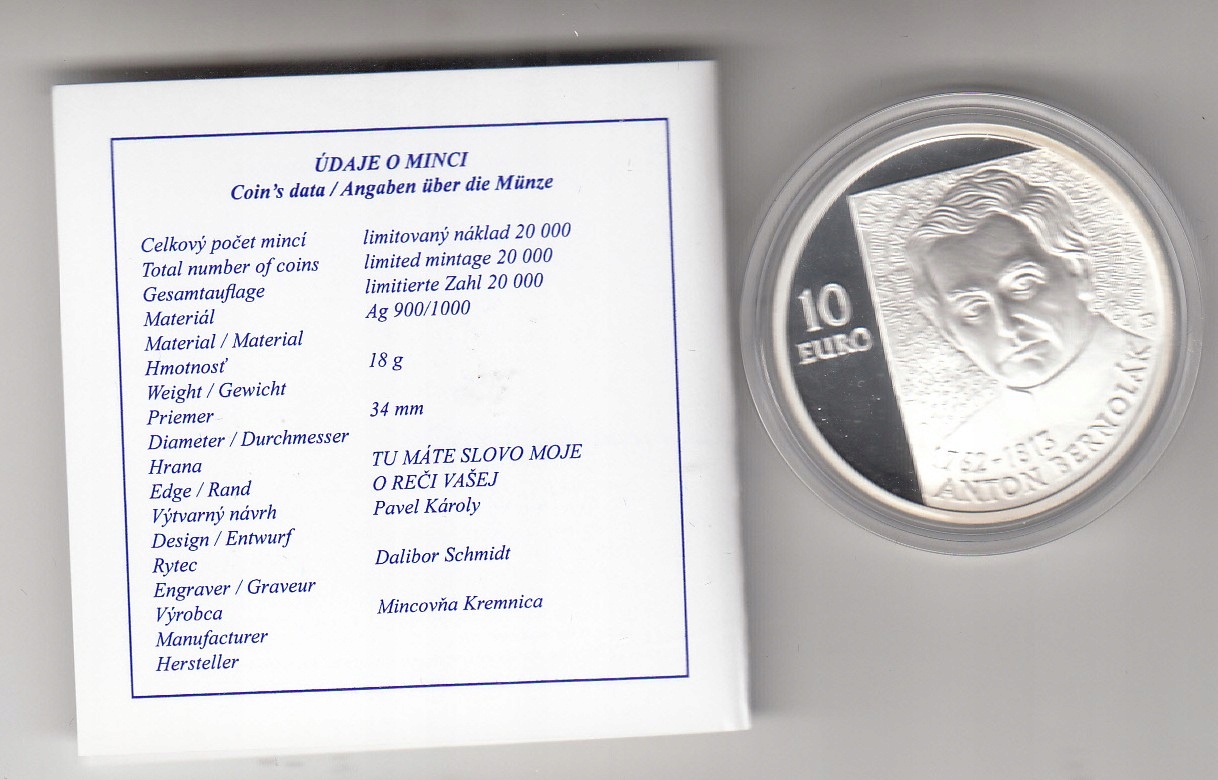 ÚDAJE O MINCI
Coin's data / Angaben über die Münze
Celkový počet mincí limitovaný náklad 20 000
Total number of coins limited mintage 20 000
Gesamtauflage limitierte Zahl 20 000
Materiál Ag 900/1000
Material / Material
Hmotnosť 18 g
Weight / Gewicht
Priemer 34 mm
Diameter / Durchmesser
Hrana TU MÁTE SLOVO MOJE
Edge / Rand O REČI VAŠEJ
Výtvarný návrh Pavel Károly
Design / Entwurf
Rytec Dalibor Schmidt
Engraver / Graveur
Výrobca Mincovňa Kremnica
Manufacturer
Hersteller
10
EURO
1762-1813
ANTON BERNOLÁK